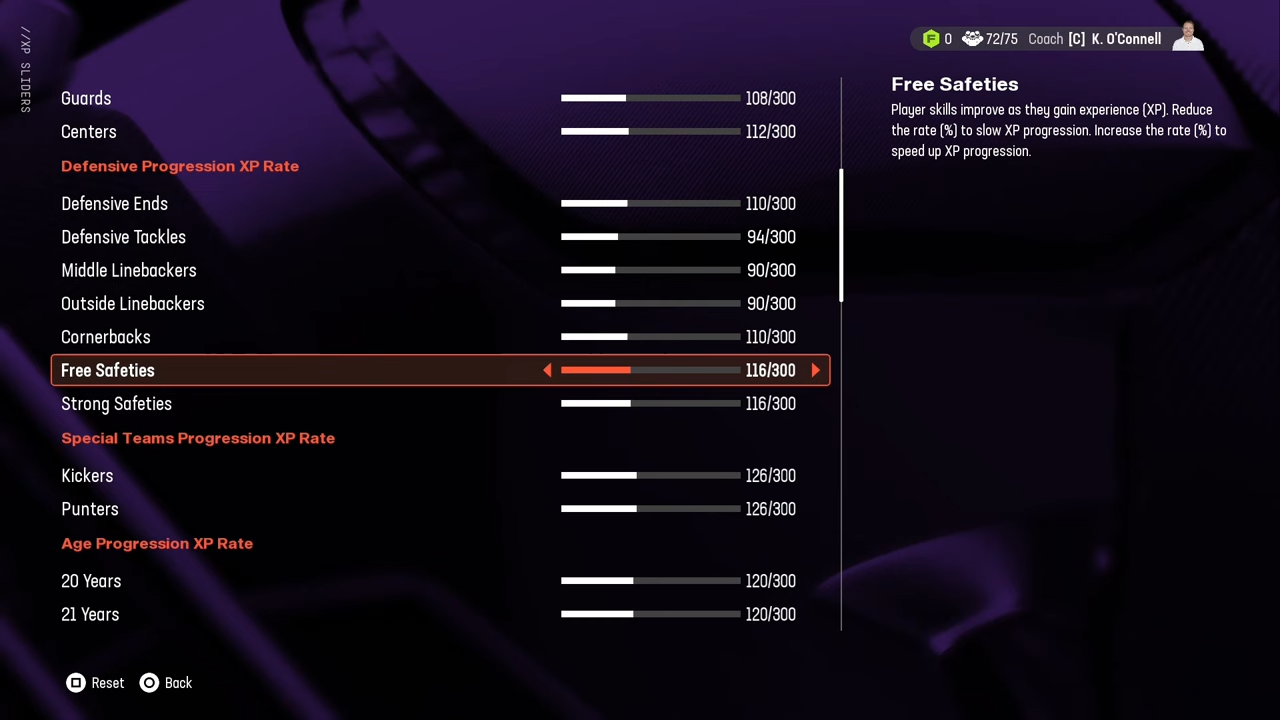 //XP SLIDERS
0 72/75 Coach [C] K. O'Connell
Guards 108/300
Centers 112/300
Defensive Progression XP Rate
Defensive Ends 110/300
Defensive Tackles 94/300
Middle Linebackers 90/300
Outside Linebackers 90/300
Cornerbacks 110/300
Free Safeties 116/300
Strong Safeties 116/300
Special Teams Progression XP Rate
Kickers 126/300
Punters 126/300
Age Progression XP Rate
20 Years 120/300
21 Years 120/300
Free Safeties
Player skills improve as they gain experience (XP). Reduce
the rate (%) to slow XP progression. Increase the rate (%) to
speed up XP progression.
Reset Back